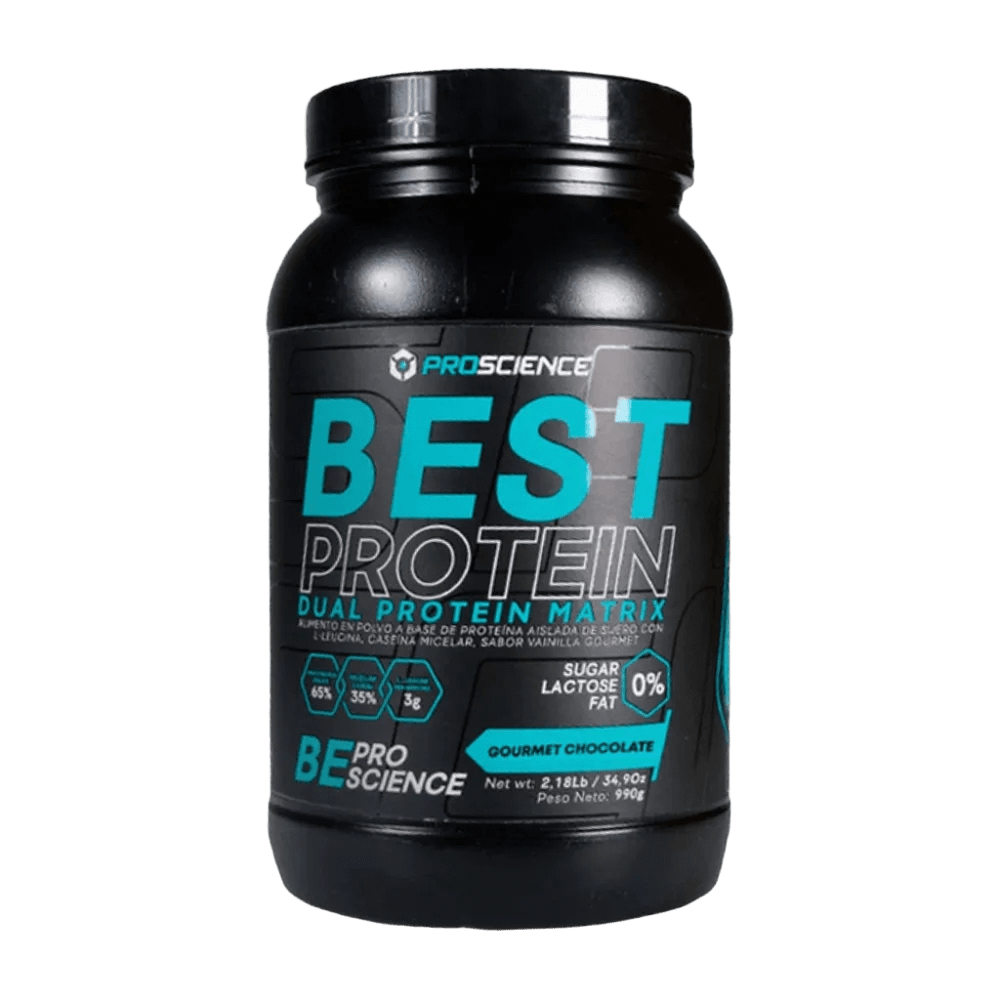 PROSCIENCE
BEST
PROTEIN
DUAL PROTEIN MATRIX
ALIMENTO EN POLVO A BASE DE PROTEÍNA AISLADA DE SUERO CON
L-LEUCINA, CASEÍNA MICELAR, SABOR VAINILLA GOURMET
65%
35%
3g
SUGAR
LACTOSE
FAT
0%
GOURMET CHOCOLATE
BE PRO
SCIENCE
Net wt: 2,18Lb / 34,9Oz
Peso Neto: 990g